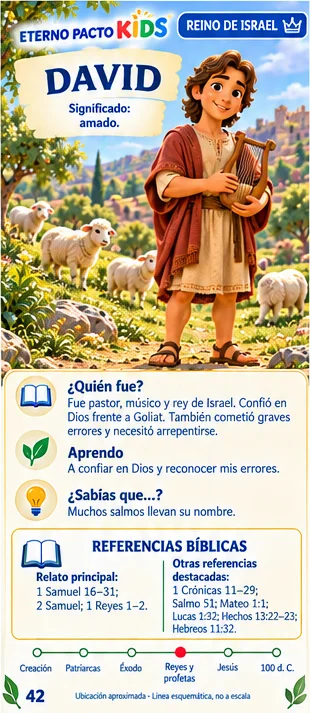 ETERNO PACTO KiDS
REINO DE ISRAEL
DAVID
Significado:
amado.
¿Quién fue?
Fue pastor, músico y rey de Israel. Confió en
Dios frente a Goliat. También cometió graves
errores y necesitó arrepentirse.
Aprendo
A confiar en Dios y reconocer mis errores.
¿Sabías que...?
Muchos salmos llevan su nombre.
REFERENCIAS BÍBLICAS
Relato principal:
1 Samuel 16–31;
2 Samuel; 1 Reyes 1–2.
Otras referencias
destacadas:
1 Crónicas 11–29;
Salmo 51; Mateo 1:1;
Lucas 1:32; Hechos 13:22–23;
Hebreos 11:32.
Creación
Patriarcas
Éxodo
Reyes y
profetas
Jesús
100 d. C.
42
Ubicación aproximada - Línea esquemática, no a escala